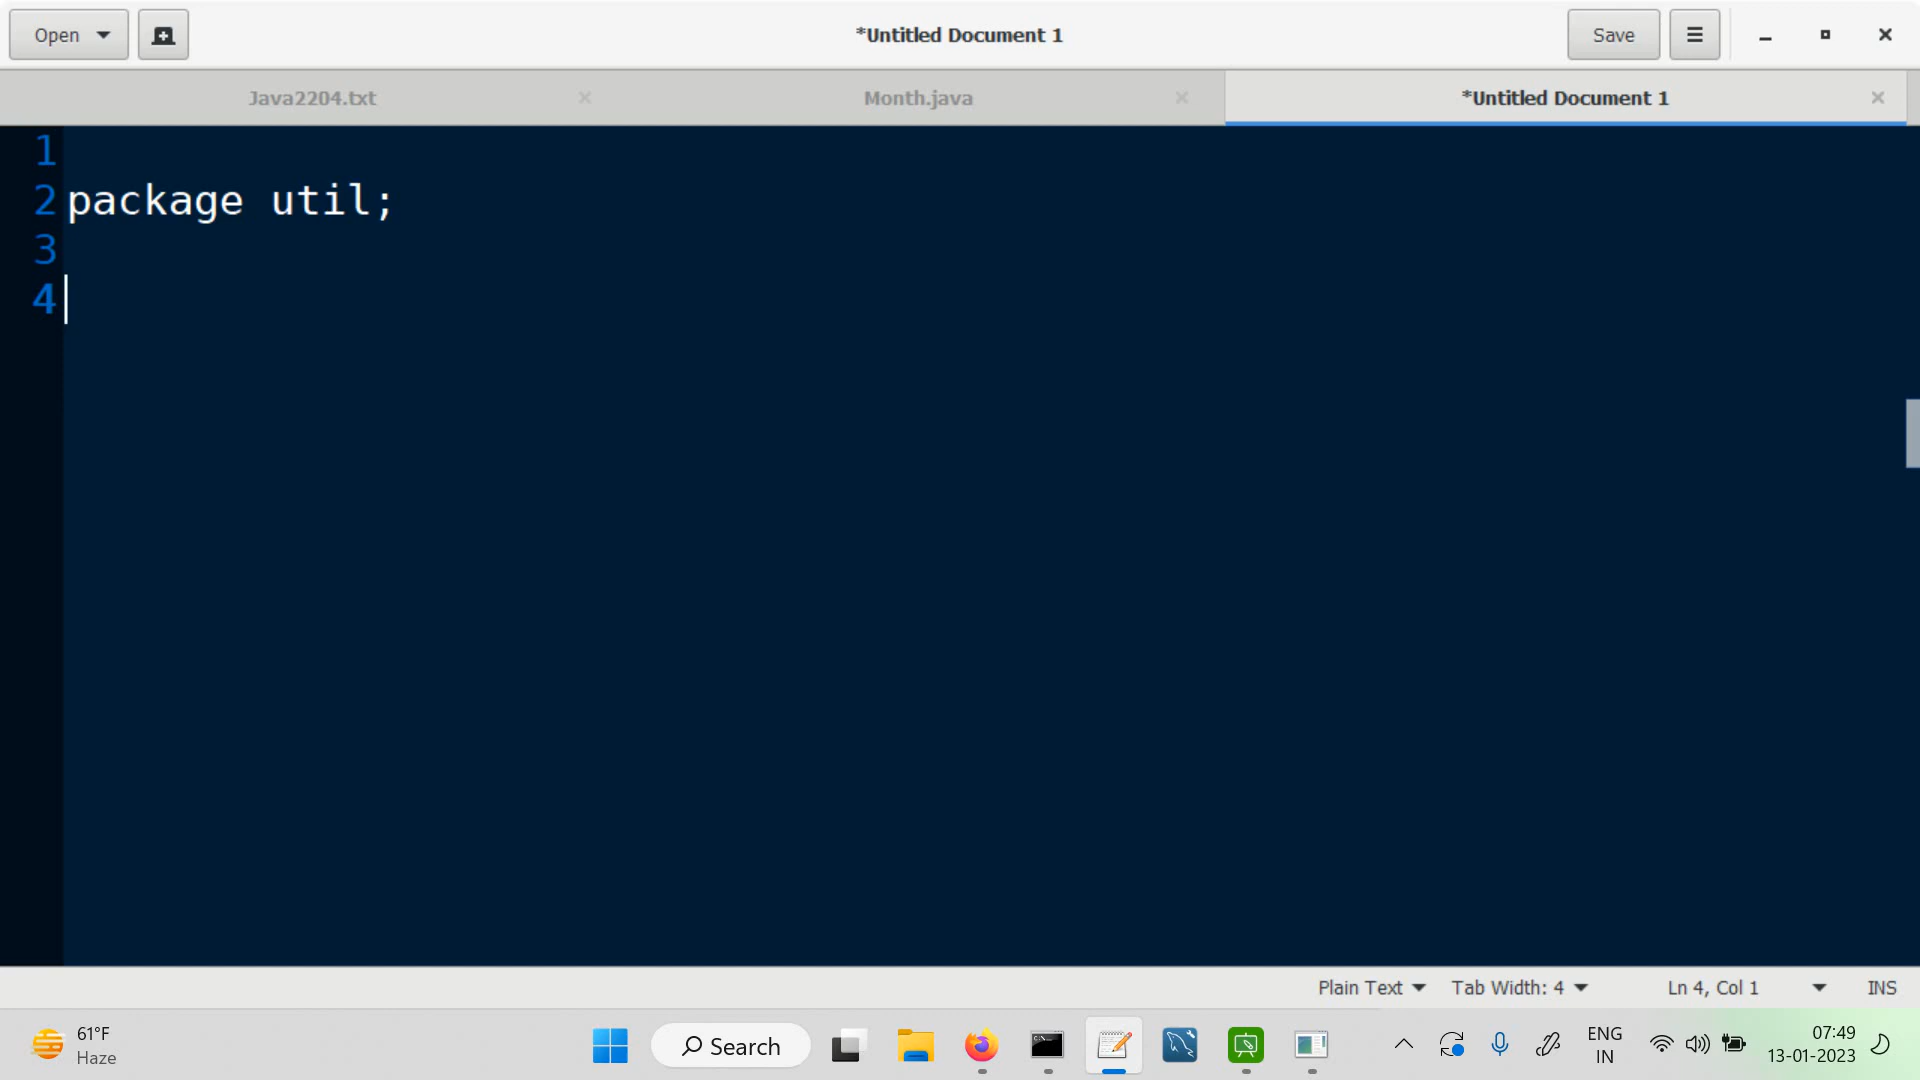 Open
*Untitled Document 1
Save
Java2204.txt
Month.java
*Untitled Document 1
1
2 package util;
3
4
Plain Text
Tab Width: 4
Ln 4, Col 1
INS
61°F
Haze
Search
ENG
IN
07:49
13-01-2023